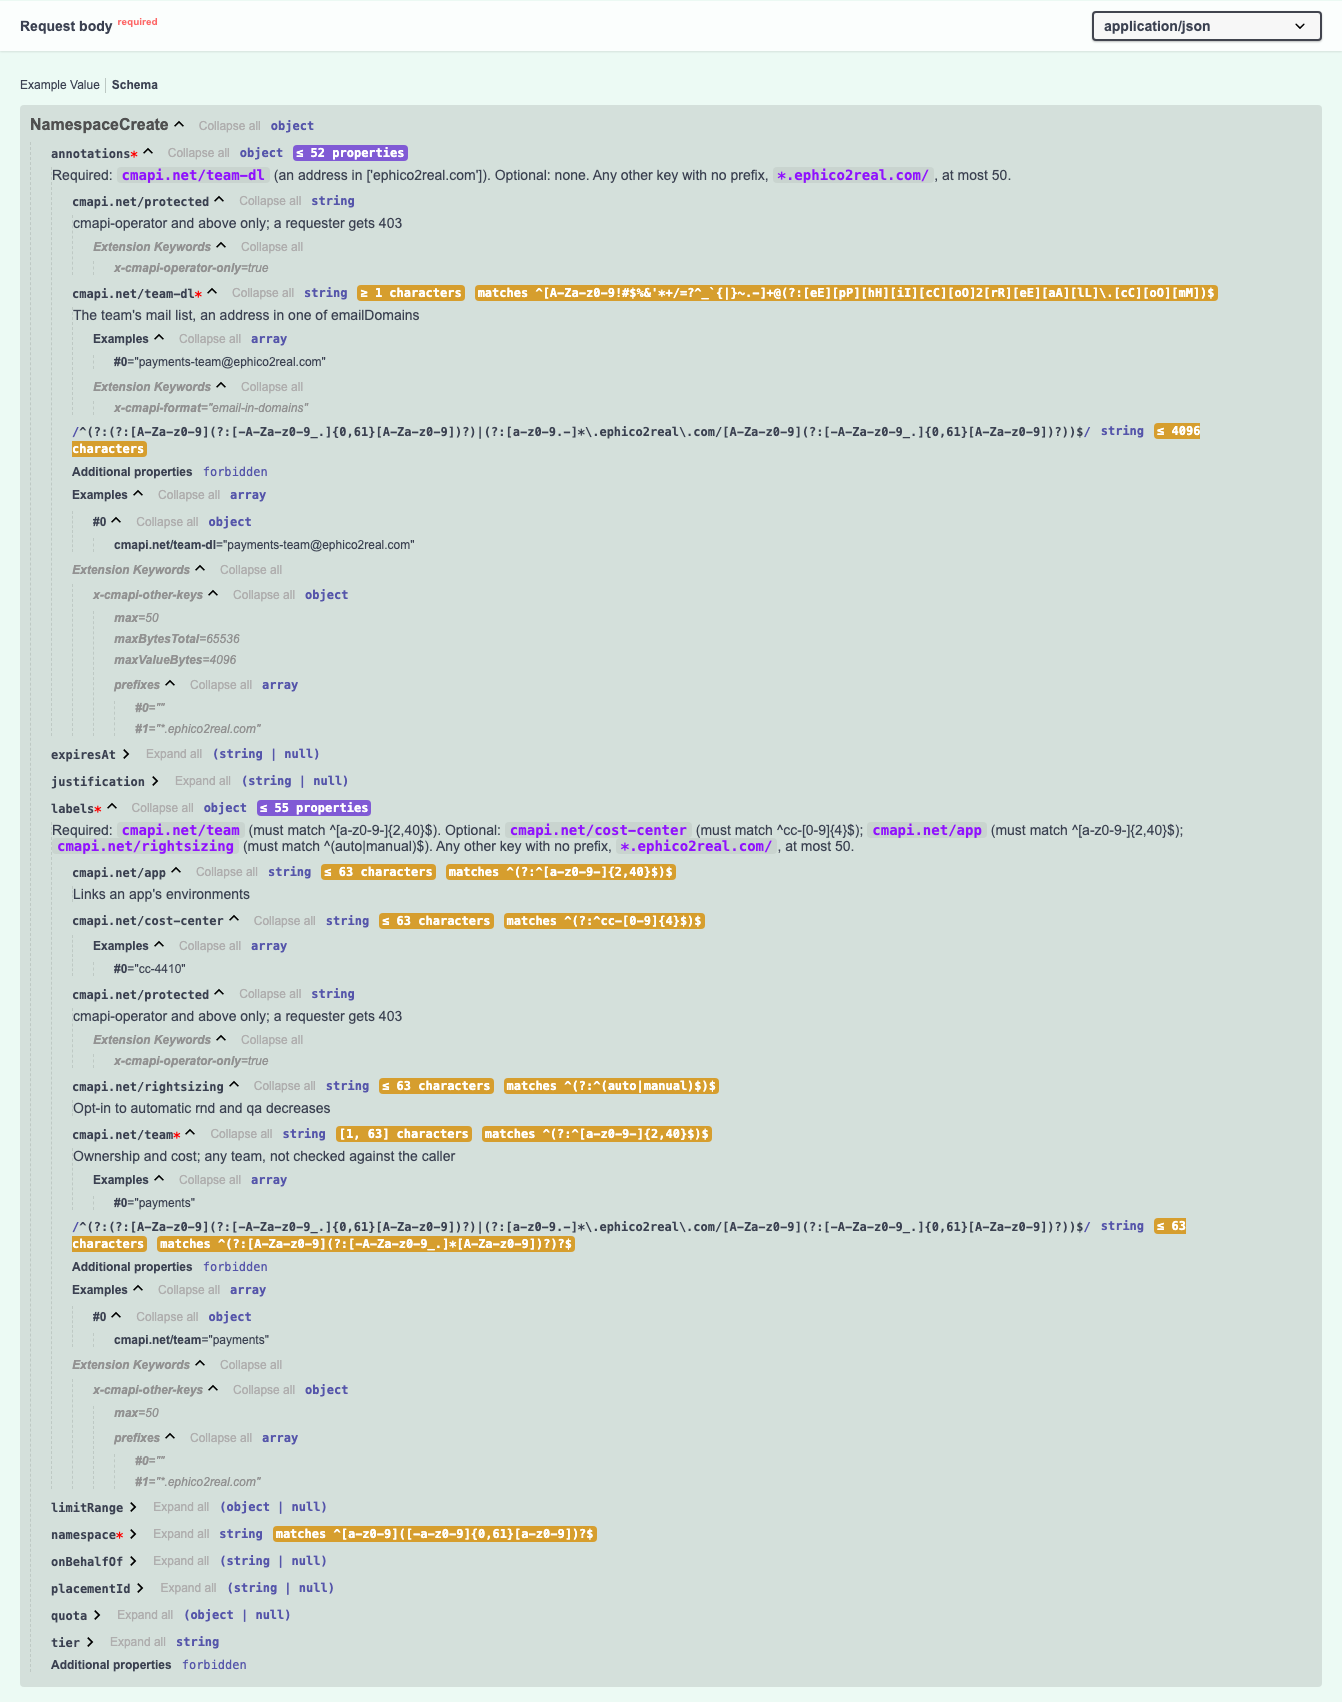 Request body required
application/json
Example Value Schema
NamespaceCreate Collapse all object
annotations* Collapse all object ≤ 52 properties
Required: cmapi.net/team-dl (an address in ['ephico2real.com']). Optional: none. Any other key with no prefix, *.ephico2real.com/ , at most 50.
cmapi.net/protected Collapse all string
cmapi-operator and above only; a requester gets 403
Extension Keywords Collapse all
x-cmapi-operator-only=true
cmapi.net/team-dl* Collapse all string ≥ 1 characters matches ^[A-Za-z0-9!#$%&'*+/=?^_`{|}~.-]+@(?:[eE][pP][hH][iI][cC][oO]2[rR][eE][aA][lL]\.[cC][oO][mM])$
The team's mail list, an address in one of emailDomains
Examples Collapse all array
#0="payments-team@ephico2real.com"
Extension Keywords Collapse all
x-cmapi-format="email-in-domains"
/^(?:(?:[A-Za-z0-9](?:[-A-Za-z0-9_.]{0,61}[A-Za-z0-9])?)|(?:[a-z0-9.-]*\.ephico2real\.com/[A-Za-z0-9](?:[-A-Za-z0-9_.]{0,61}[A-Za-z0-9])?))$/ string ≤ 4096
characters
Additional properties forbidden
Examples Collapse all array
#0 Collapse all object
cmapi.net/team-dl="payments-team@ephico2real.com"
Extension Keywords Collapse all
x-cmapi-other-keys Collapse all object
max=50
maxBytesTotal=65536
maxValueBytes=4096
prefixes Collapse all array
#0=""
#1="*.ephico2real.com"
expiresAt Expand all (string | null)
justification Expand all (string | null)
labels* Collapse all object ≤ 55 properties
Required: cmapi.net/team (must match ^[a-z0-9-]{2,40}$). Optional: cmapi.net/cost-center (must match ^cc-[0-9]{4}$); cmapi.net/app (must match ^[a-z0-9-]{2,40}$);
cmapi.net/rightsizing (must match ^(auto|manual)$). Any other key with no prefix, *.ephico2real.com/ , at most 50.
cmapi.net/app Collapse all string ≤ 63 characters matches ^(?:^[a-z0-9-]{2,40}$)$
Links an app's environments
cmapi.net/cost-center Collapse all string ≤ 63 characters matches ^(?:^cc-[0-9]{4}$)$
Examples Collapse all array
#0="cc-4410"
cmapi.net/protected Collapse all string
cmapi-operator and above only; a requester gets 403
Extension Keywords Collapse all
x-cmapi-operator-only=true
cmapi.net/rightsizing Collapse all string ≤ 63 characters matches ^(?:^(auto|manual)$)$
Opt-in to automatic rnd and qa decreases
cmapi.net/team* Collapse all string [1, 63] characters matches ^(?:^[a-z0-9-]{2,40}$)$
Ownership and cost; any team, not checked against the caller
Examples Collapse all array
#0="payments"
/^(?:(?:[A-Za-z0-9](?:[-A-Za-z0-9_.]{0,61}[A-Za-z0-9])?)|(?:[a-z0-9.-]*\.ephico2real\.com/[A-Za-z0-9](?:[-A-Za-z0-9_.]{0,61}[A-Za-z0-9])?))$/ string ≤ 63
characters matches ^(?:[A-Za-z0-9](?:[-A-Za-z0-9_.]*[A-Za-z0-9])?)?$
Additional properties forbidden
Examples Collapse all array
#0 Collapse all object
cmapi.net/team="payments"
Extension Keywords Collapse all
x-cmapi-other-keys Collapse all object
max=50
prefixes Collapse all array
#0=""
#1="*.ephico2real.com"
limitRange Expand all (object | null)
namespace* Expand all string matches ^[a-z0-9]([-a-z0-9]{0,61}[a-z0-9])?$
onBehalfOf Expand all (string | null)
placementId Expand all (string | null)
quota Expand all (object | null)
tier Expand all string
Additional properties forbidden